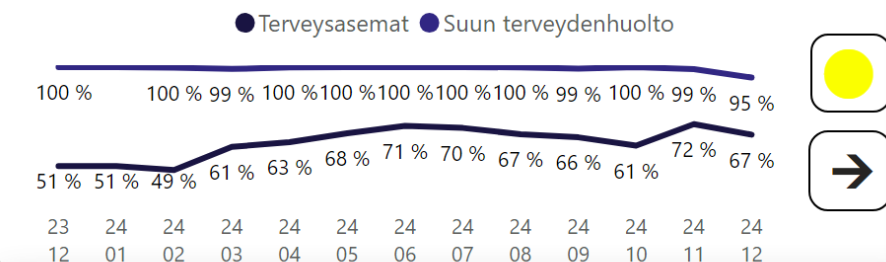 Terveysasemat Suun terveydenhuolto
100 % 100 % 99 % 100 % 100 % 100 % 100 % 100 % 99 % 100 % 99 % 95 %
51 % 51 % 49 % 61 % 63 % 68 % 71 % 70 % 67 % 66 % 61 % 72 % 67 %
23 24 24 24 24 24 24 24 24 24 24 24 24
12 01 02 03 04 05 06 07 08 09 10 11 12